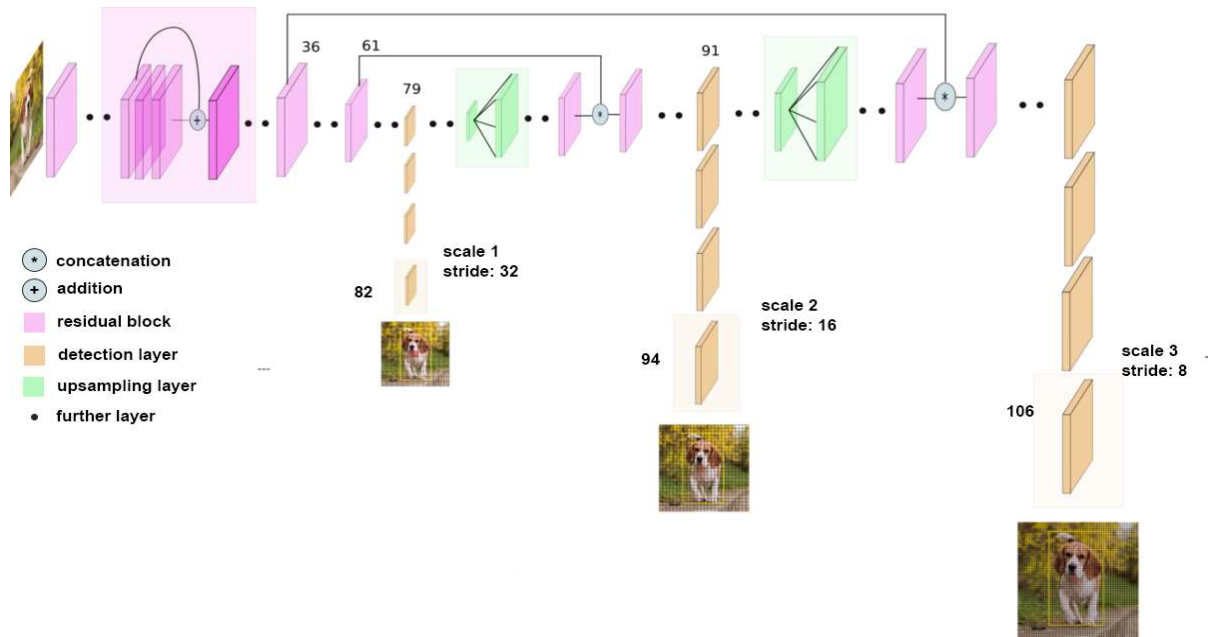 36
61
91
79
+
*
*
scale 1
stride: 32
82
scale 2
stride: 16
94
scale 3
stride: 8
106
* concatenation
+ addition
residual block
detection layer
upsampling layer
further layer